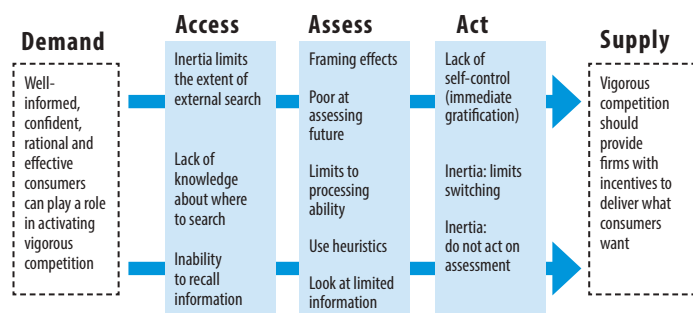 Demand
Well-
informed,
confident,
rational and
effective
consumers
can play a role
in activating
vigorous
competition
Access
Inertia limits
the extent of
external search
Lack of
knowledge
about where
to search
Inability
to recall
information
Assess
Framing effects
Poor at
assessing
future
Limits to
processing
ability
Use heuristics
Look at limited
information
Act
Lack of
self-control
(immediate
gratification)
Inertia: limits
switching
Inertia:
do not act on
assessment
Supply
Vigorous
competition
should
provide
firms with
incentives to
deliver what
consumers
want